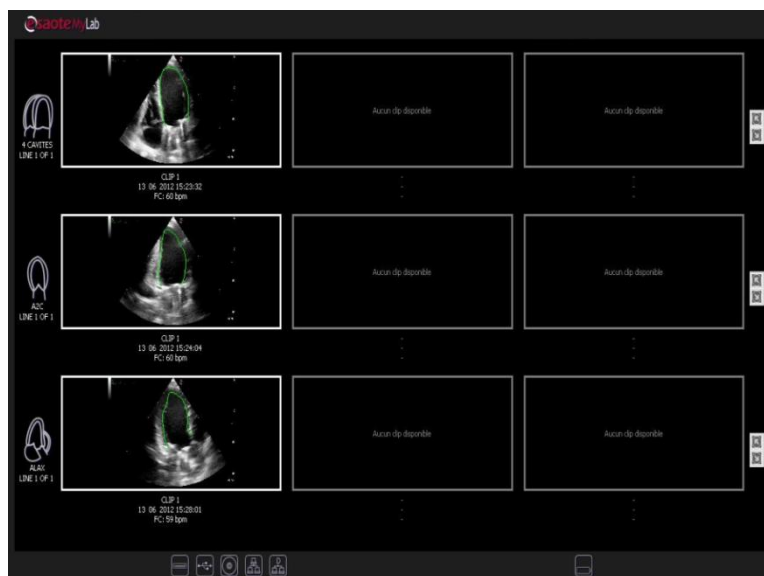 esaote MyLab
4 CAVITES
LINE 1 OF 1
CLIP 1
13 06 2012 15:23:32
FC: 60 bpm
Aucun clip disponible
Aucun clip disponible
A2C
LINE 1 OF 1
CLIP 1
13 06 2012 15:24:04
FC: 60 bpm
Aucun clip disponible
Aucun clip disponible
ALAX
LINE 1 OF 1
CLIP 1
13 06 2012 15:28:01
FC: 59 bpm
Aucun clip disponible
Aucun clip disponible